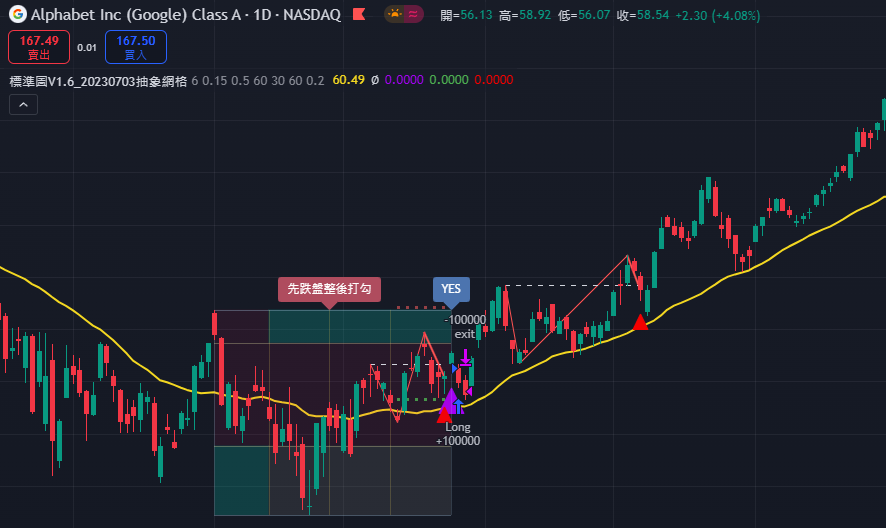 Alphabet Inc (Google) Class A · 1D · NASDAQ 開=56.13 高=58.92 低=56.07 收=58.54 +2.30 (+4.08%)
167.49 0.01 167.50
賣出 買入
標準圖V1.6_20230703抽象網格 6 0.15 0.5 60 30 60 0.2 60.49 Ø 0.0000 0.0000 0.0000
先跌盤整後打勾 YES
-100000
exit
Long
+100000